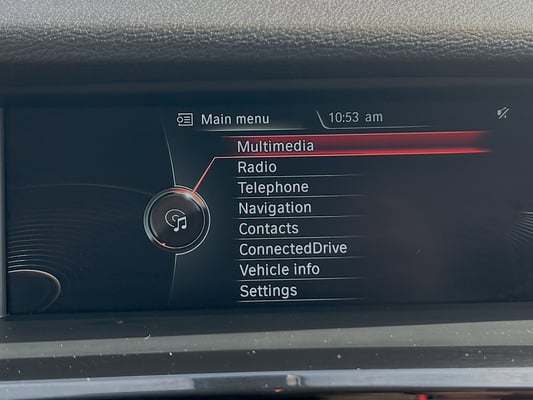 Main menu 10:53 am
Multimedia
Radio
Telephone
Navigation
Contacts
ConnectedDrive
Vehicle info
Settings